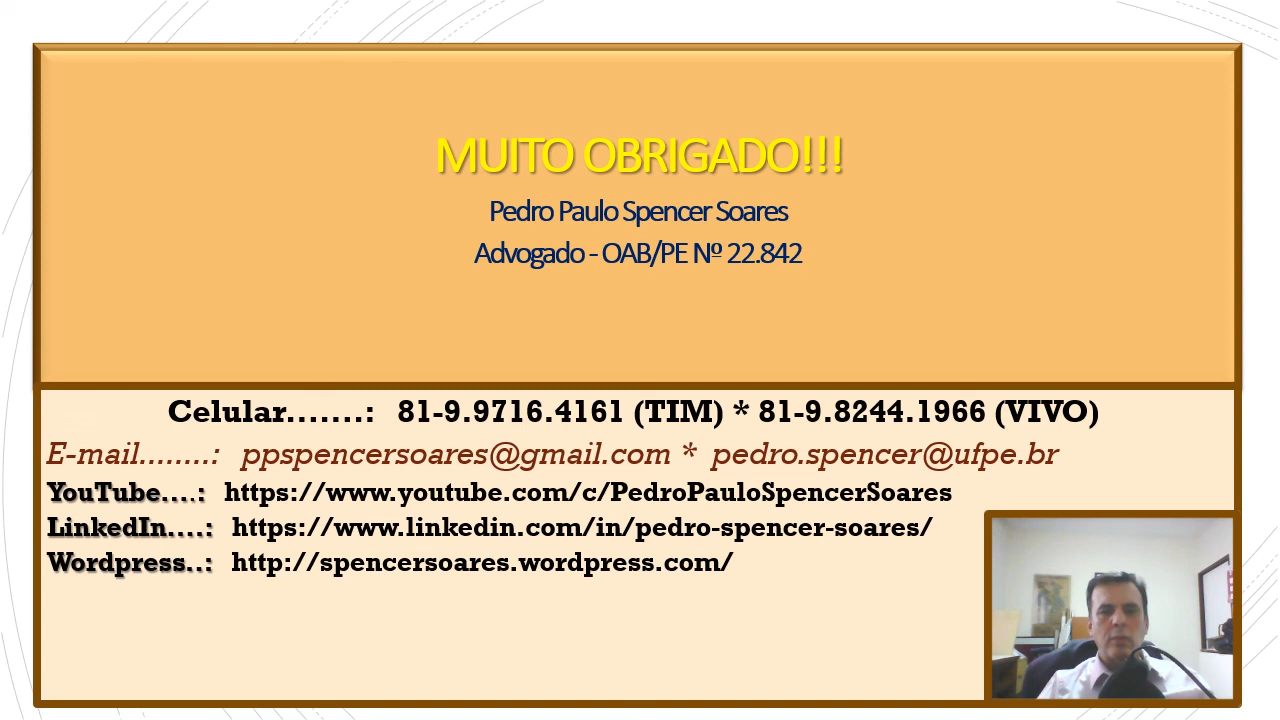 MUITO OBRIGADO!!!
Pedro Paulo Spencer Soares
Advogado - OAB/PE Nº 22.842
Celular.......: 81-9.9716.4161 (TIM) * 81-9.8244.1966 (VIVO)
E-mail........: ppspencersoares@gmail.com * pedro.spencer@ufpe.br
YouTube....: https://www.youtube.com/c/PedroPauloSpencerSoares
LinkedIn....: https://www.linkedin.com/in/pedro-spencer-soares/
Wordpress..: http://spencersoares.wordpress.com/